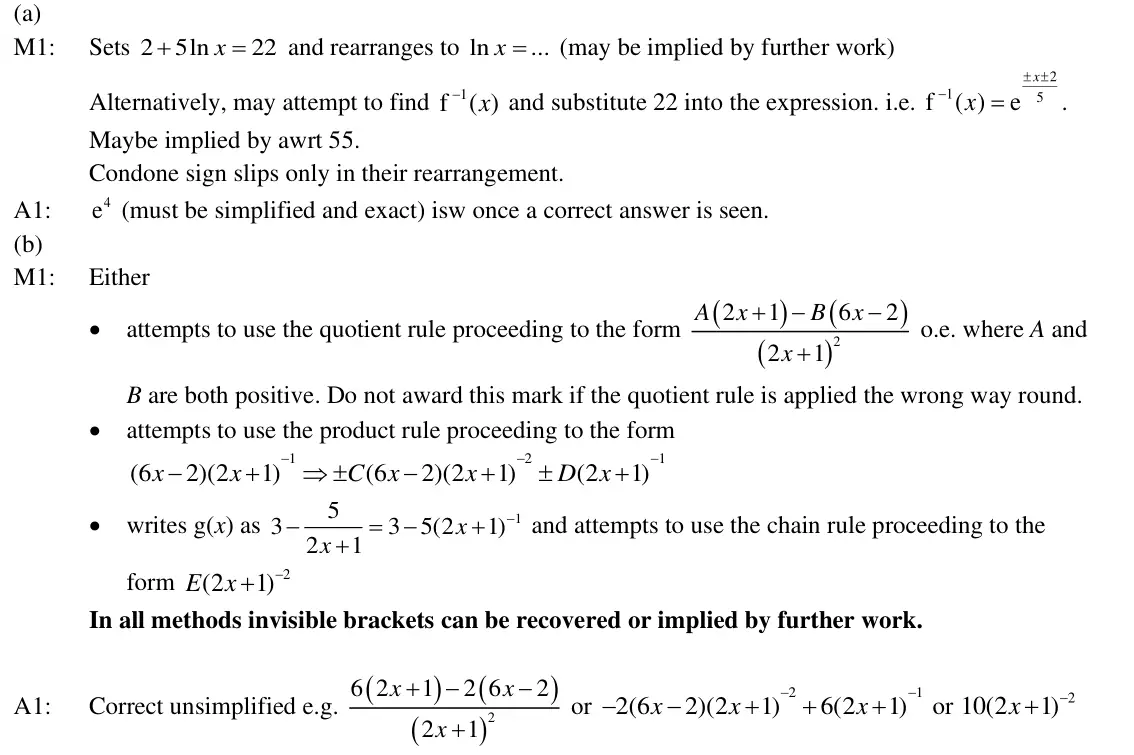 (a)
M1: Sets 2 + 5ln x = 22 and rearranges to ln x = ... (may be implied by further work)
Alternatively, may attempt to find f⁻¹(x) and substitute 22 into the expression. i.e. f⁻¹(x) = e^((±x±2)/5) .
Maybe implied by awrt 55.
Condone sign slips only in their rearrangement.
A1: e⁴ (must be simplified and exact) isw once a correct answer is seen.
(b)
M1: Either
• attempts to use the quotient rule proceeding to the form (A(2x+1) − B(6x−2))/(2x+1)² o.e. where A and
B are both positive. Do not award this mark if the quotient rule is applied the wrong way round.
• attempts to use the product rule proceeding to the form
(6x−2)(2x+1)⁻¹ ⇒ ±C(6x−2)(2x+1)⁻² ± D(2x+1)⁻¹
• writes g(x) as 3 − 5/(2x+1) = 3 − 5(2x+1)⁻¹ and attempts to use the chain rule proceeding to the
form E(2x+1)⁻²
In all methods invisible brackets can be recovered or implied by further work.
A1: Correct unsimplified e.g. (6(2x+1) − 2(6x−2))/(2x+1)² or −2(6x−2)(2x+1)⁻² + 6(2x+1)⁻¹ or 10(2x+1)⁻²